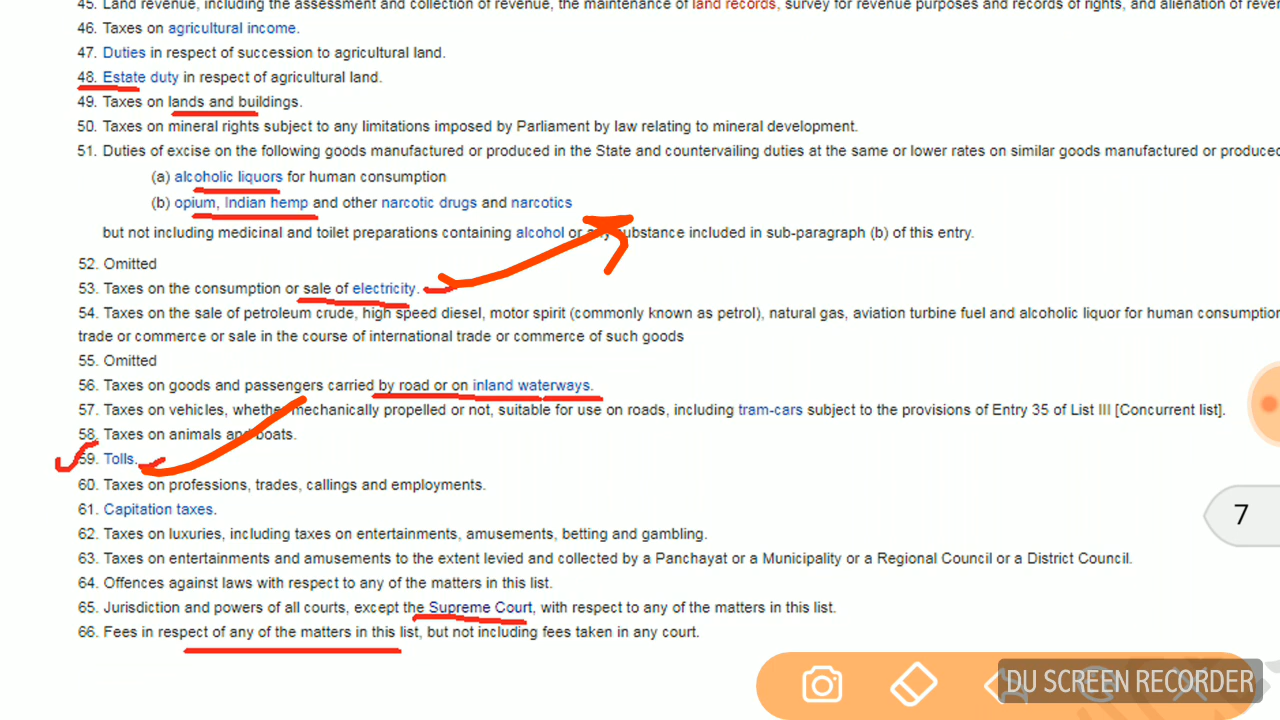 45. Land revenue, including the assessment and collection of revenue, the maintenance of land records, survey for revenue purposes and records of rights, and alienation of
46. Taxes on agricultural income.
47. Duties in respect of succession to agricultural land.
48. Estate duty in respect of agricultural land.
49. Taxes on lands and buildings.
50. Taxes on mineral rights subject to any limitations imposed by Parliament by law relating to mineral development.
51. Duties of excise on the following goods manufactured or produced in the State and countervailing duties at the same or lower rates on similar goods manufactured or produced
(a) alcoholic liquors for human consumption
(b) opium, Indian hemp and other narcotic drugs and narcotics
but not including medicinal and toilet preparations containing alcohol or any substance included in sub-paragraph (b) of this entry.
52. Omitted
53. Taxes on the consumption or sale of electricity.
54. Taxes on the sale of petroleum crude, high speed diesel, motor spirit (commonly known as petrol), natural gas, aviation turbine fuel and alcoholic liquor for human consumption
trade or commerce or sale in the course of international trade or commerce of such goods
55. Omitted
56. Taxes on goods and passengers carried by road or on inland waterways.
57. Taxes on vehicles, whether mechanically propelled or not, suitable for use on roads, including tram-cars subject to the provisions of Entry 35 of List III [Concurrent list].
58. Taxes on animals and boats.
59. Tolls.
60. Taxes on professions, trades, callings and employments.
61. Capitation taxes.
7
62. Taxes on luxuries, including taxes on entertainments, amusements, betting and gambling.
63. Taxes on entertainments and amusements to the extent levied and collected by a Panchayat or a Municipality or a Regional Council or a District Council.
64. Offences against laws with respect to any of the matters in this list.
65. Jurisdiction and powers of all courts, except the Supreme Court, with respect to any of the matters in this list.
66. Fees in respect of any of the matters in this list, but not including fees taken in any court.
DU SCREEN RECORDER